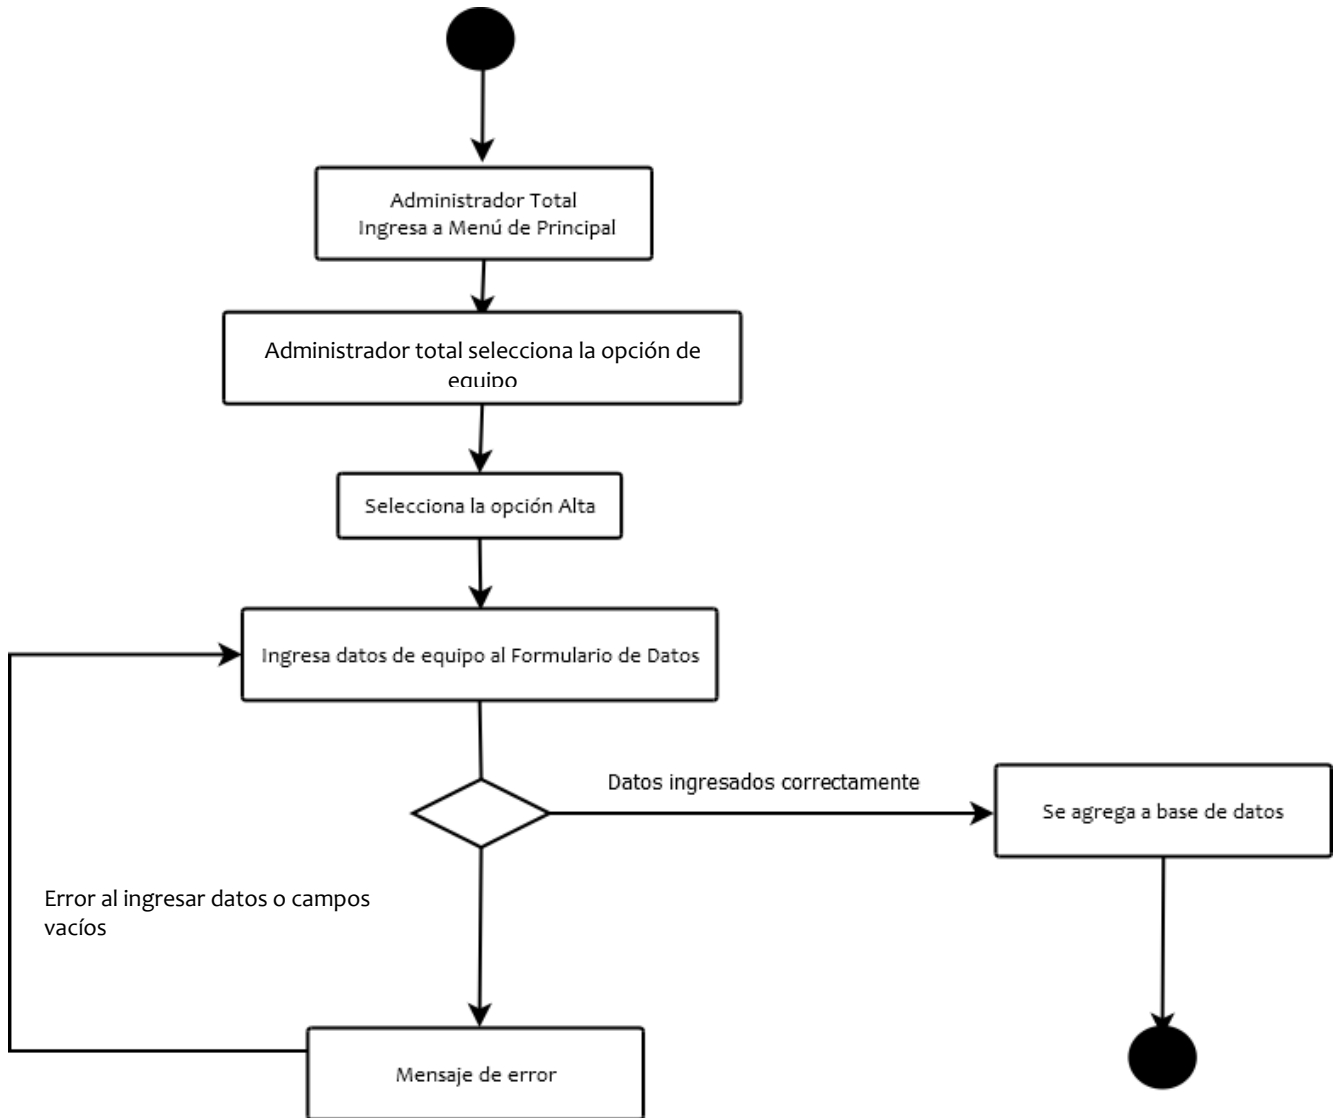 Administrador Total
Ingresa a Menú de Principal
Administrador total selecciona la opción de
equipo
Selecciona la opción Alta
Ingresa datos de equipo al Formulario de Datos
Datos ingresados correctamente
Se agrega a base de datos
Error al ingresar datos o campos
vacíos
Mensaje de error